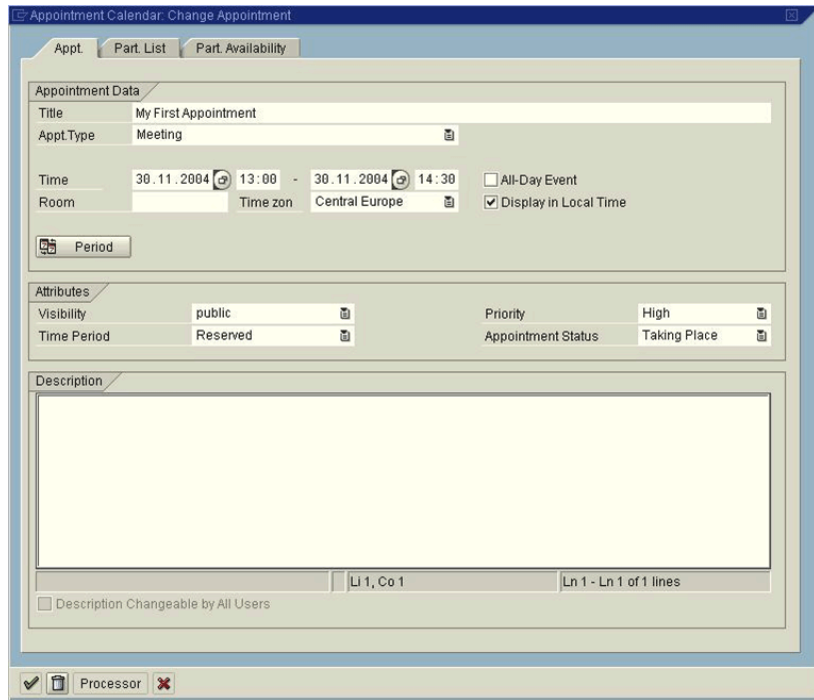 Appointment Calendar: Change Appointment
Appt. Part. List Part. Availability
Appointment Data
Title My First Appointment
Appt.Type Meeting
Time 30.11.2004 13:00 - 30.11.2004 14:30 All-Day Event
Room Time zon Central Europe Display in Local Time
Period
Attributes
Visibility public Priority High
Time Period Reserved Appointment Status Taking Place
Description
Li 1, Co 1 Ln 1 - Ln 1 of 1 lines
Description Changeable by All Users
Processor